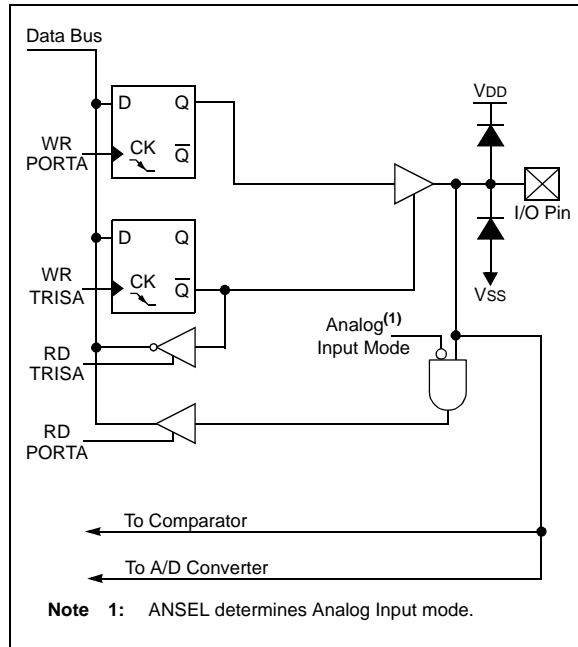 Data Bus
D Q
WR
PORTA
CK
Q
VDD
I/O Pin
D Q
WR
TRISA
CK
Q
VSS
Analog(1)
Input Mode
RD
TRISA
RD
PORTA
To Comparator
To A/D Converter
Note 1: ANSEL determines Analog Input mode.